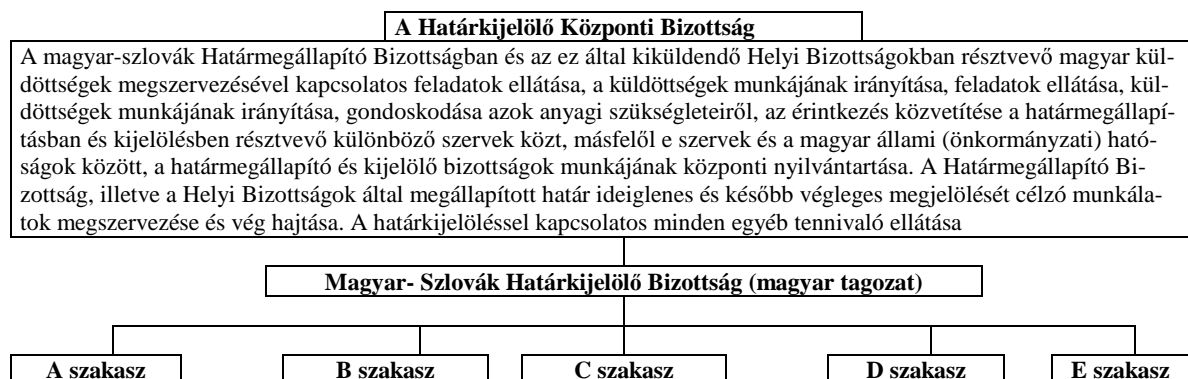 A Határkijelölő Központi Bizottság
A magyar-szlovák Határmegállapító Bizottságban és az ez által kiküldendő Helyi Bizottságokban résztvevő magyar kül-
döttségek megszervezésével kapcsolatos feladatok ellátása, a küldöttségek munkájának irányítása, feladatok ellátása, kül-
döttségek munkájának irányítása, gondoskodása azok anyagi szükségleteiről, az érintkezés közvetítése a határmegállapí-
tásban és kijelölésben résztvevő különböző szervek közt, másfelől e szervek és a magyar állami (önkormányzati) ható-
ságok között, a határmegállapító és kijelölő bizottságok munkájának központi nyilvántartása. A Határmegállapító Bi-
zottság, illetve a Helyi Bizottságok által megállapított határ ideiglenes és később végleges megjelölését célzó munkála-
tok megszervezése és vég hajtása. A határkijelöléssel kapcsolatos minden egyéb tennivaló ellátása
Magyar- Szlovák Határkijelölő Bizottság (magyar tagozat)
A szakasz B szakasz C szakasz D szakasz E szakasz